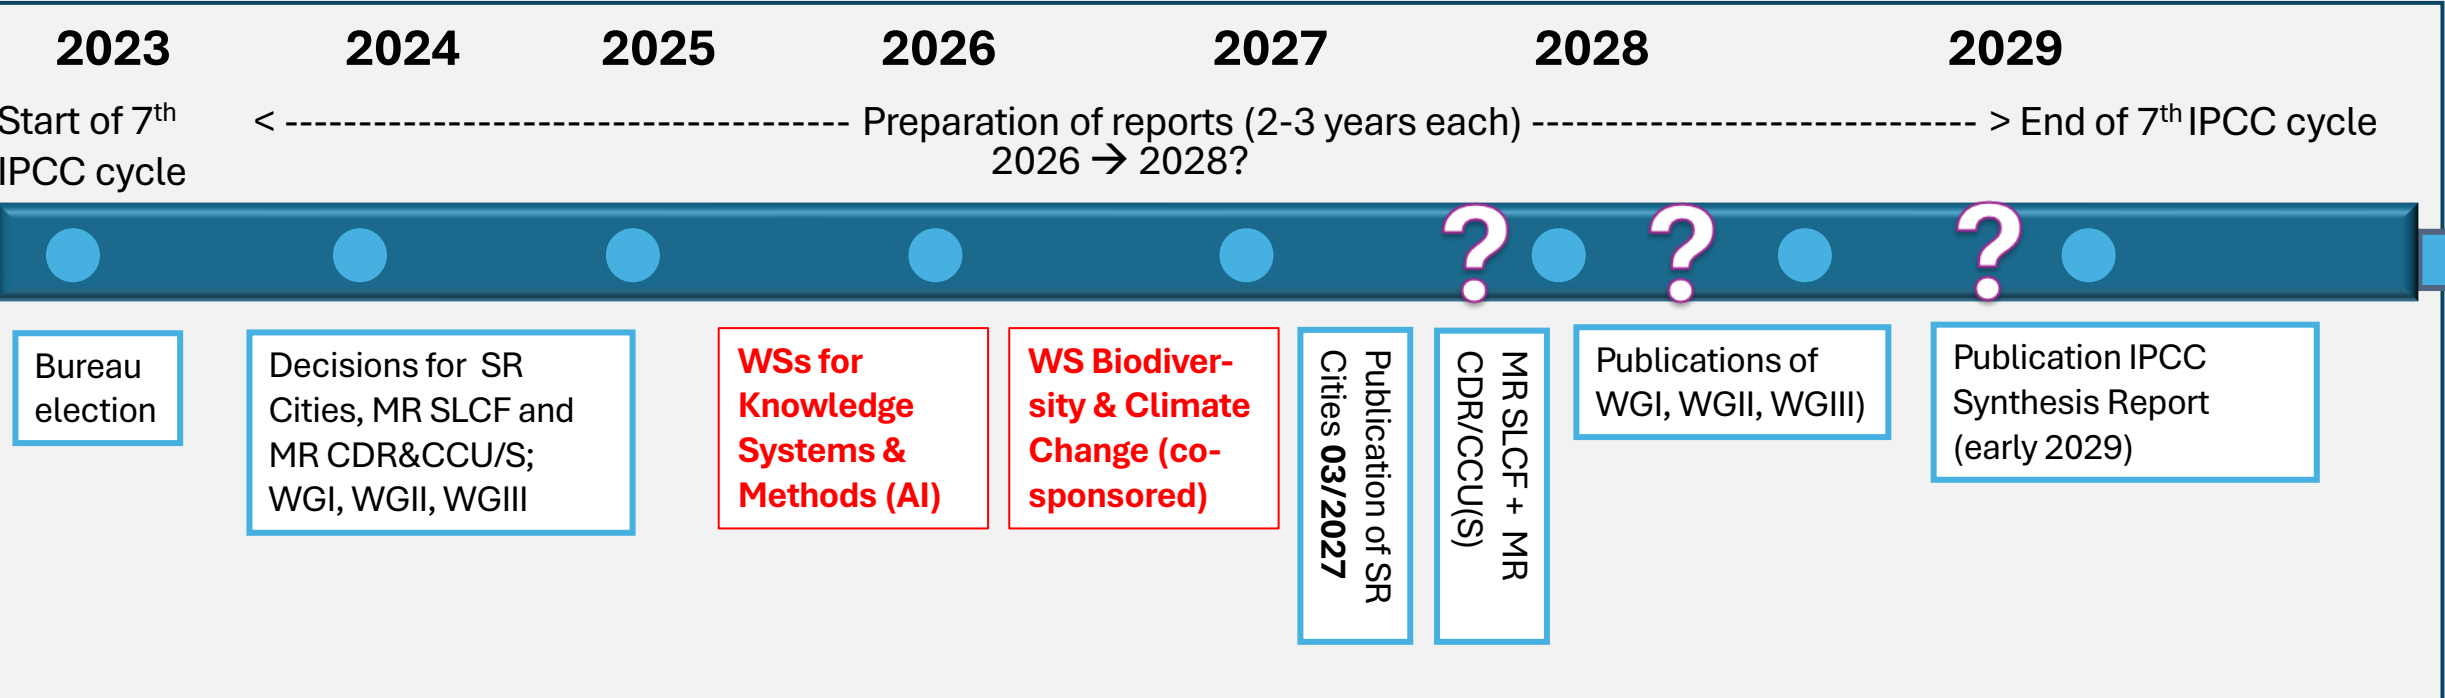 2023 2024 2025 2026 2027 2028 2029
Start of 7th
IPCC cycle
< ----------------------------------- Preparation of reports (2-3 years each) ---------------------------- > End of 7th IPCC cycle
2026 → 2028?
? ? ?
Bureau
election
Decisions for SR
Cities, MR SLCF and
MR CDR&CCU/S;
WGI, WGII, WGIII
WSs for
Knowledge
Systems &
Methods (AI)
WS Biodiver-
sity & Climate
Change (co-
sponsored)
Publication of SR
Cities 03/2027
MR SLCF + MR
CDR/CCU(S)
Publications of
WGI, WGII, WGIII)
Publication IPCC
Synthesis Report
(early 2029)